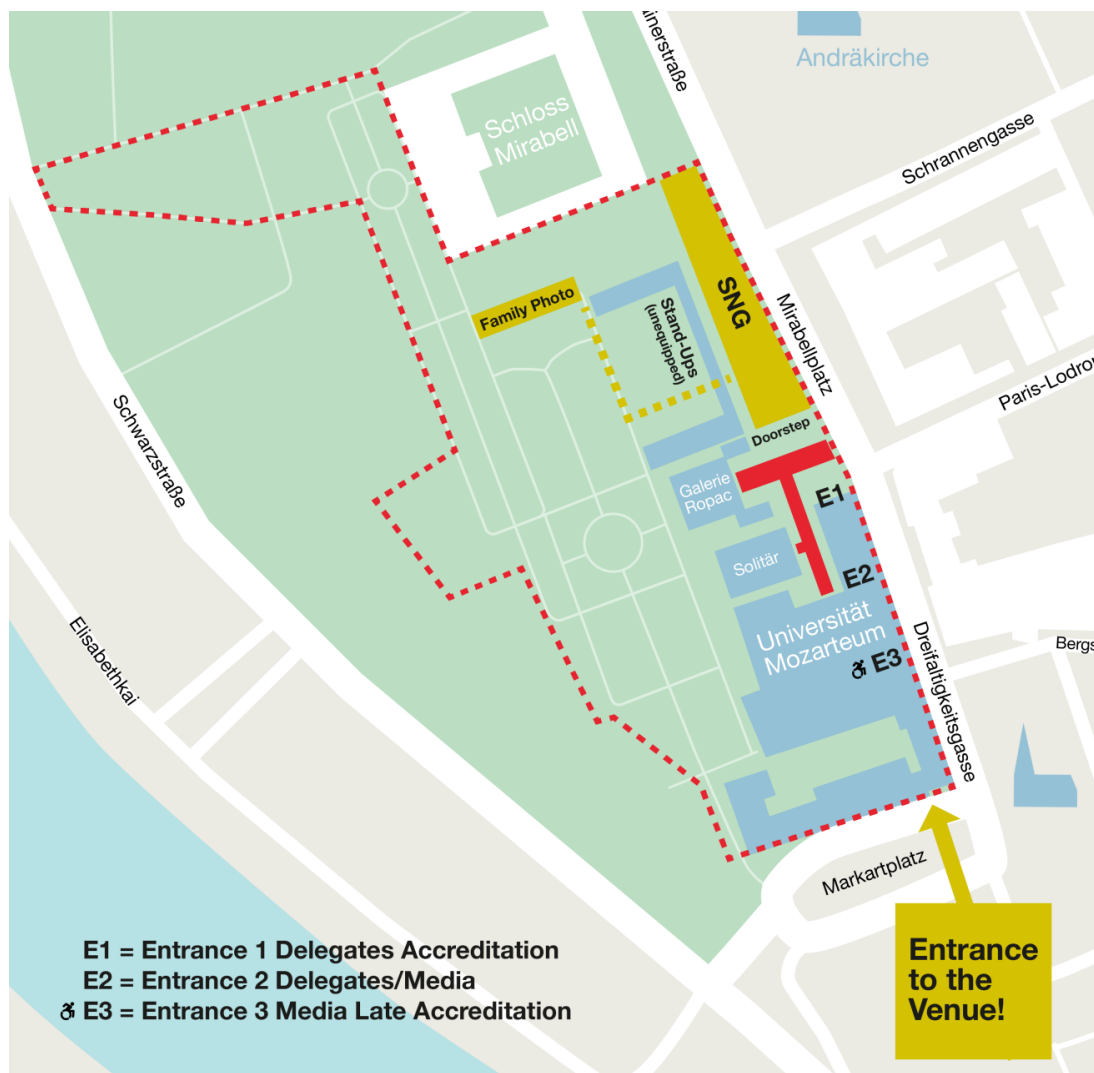 ainerstraße
Andräkirche
Schloss
Mirabell
Schrannengasse
SNG
Family Photo
Stand-Ups
(unequipped)
Mirabellplatz
Paris-Lodro
Schwarzstraße
Doorstep
Galerie
Ropac
E1
Solitär
E2
Universität
Mozarteum
E3
Dreifaltigkeitsgasse
Bergs
Elisabethkai
Markartplatz
Entrance
to the
Venue!
E1 = Entrance 1 Delegates Accreditation
E2 = Entrance 2 Delegates/Media
E3 = Entrance 3 Media Late Accreditation